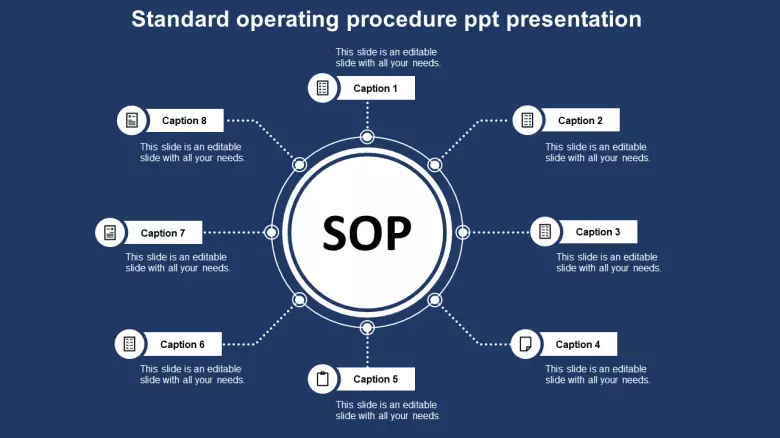 Standard operating procedure ppt presentation
This slide is an editable
slide with all your needs.
Caption 1
Caption 2
This slide is an editable
slide with all your needs.
Caption 3
This slide is an editable
slide with all your needs.
Caption 4
This slide is an editable
slide with all your needs.
Caption 5
This slide is an editable
slide with all your needs.
Caption 6
This slide is an editable
slide with all your needs.
Caption 7
This slide is an editable
slide with all your needs.
Caption 8
This slide is an editable
slide with all your needs.
SOP